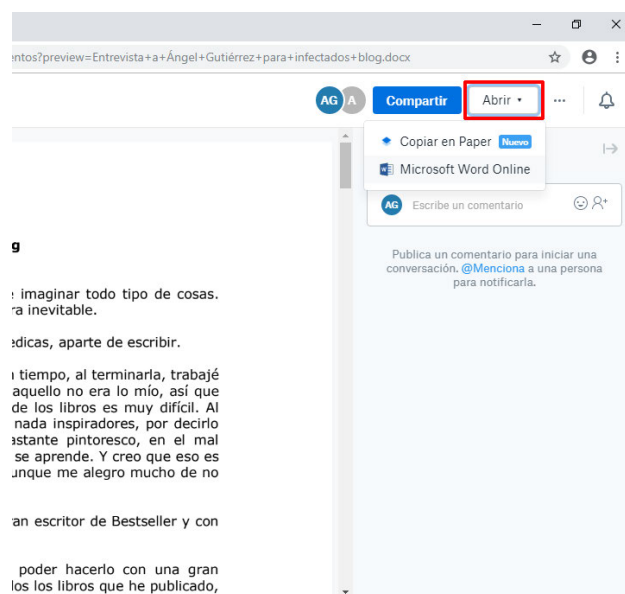 entos?preview=Entrevista+a+Ángel+Gutiérrez+para+infectados+blog.docx
AG A Compartir Abrir ...
Copiar en Paper Nuevo
Microsoft Word Online
AG Escribe un comentario
Publica un comentario para iniciar una
conversación. @Menciona a una persona
para notificarla.
g
e imaginar todo tipo de cosas.
ra inevitable.
édicas, aparte de escribir.
tiempo, al terminarla, trabajé
aquello no era lo mío, así que
de los libros es muy difícil. Al
nada inspiradores, por decirlo
astante pintoresco, en el mal
se aprende. Y creo que eso es
unque me alegro mucho de no
ran escritor de Bestseller y con
poder hacerlo con una gran
los los libros que he publicado,